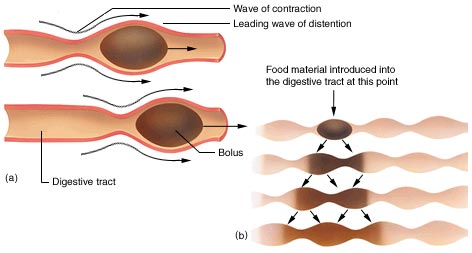 Wave of contraction
Leading wave of distention
Food material introduced into
the digestive tract at this point
Bolus
Digestive tract
(a)
(b)